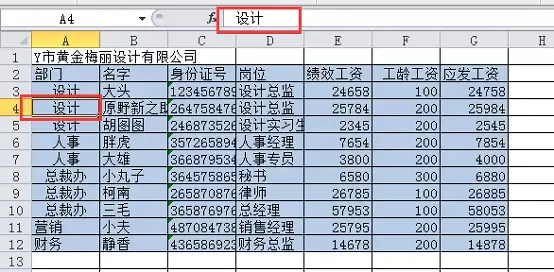 A4 fx 设计
A B C D E F G H
1 Y市黄金梅丽设计有限公司
2 部门 名字 身份证号 岗位 绩效工资 工龄工资 应发工资
3 设计 大头 123456789 设计总监 24658 100 24758
4 设计 原野新之助 264758476 设计总监 25784 200 25984
5 设计 胡图图 246873526 设计实习生 2345 200 2545
6 人事 胖虎 357265894 人事经理 7654 200 7854
7 人事 大雄 366879534 人事专员 3800 200 4000
8 总裁办 小丸子 364575865 秘书 6580 300 6880
9 总裁办 柯南 265870876 律师 26785 100 26885
10 总裁办 三毛 365876976 总经理 57953 100 58053
11 营销 小夫 487084738 销售经理 25795 200 25995
12 财务 静香 436586923 财务总监 14678 200 14878
13